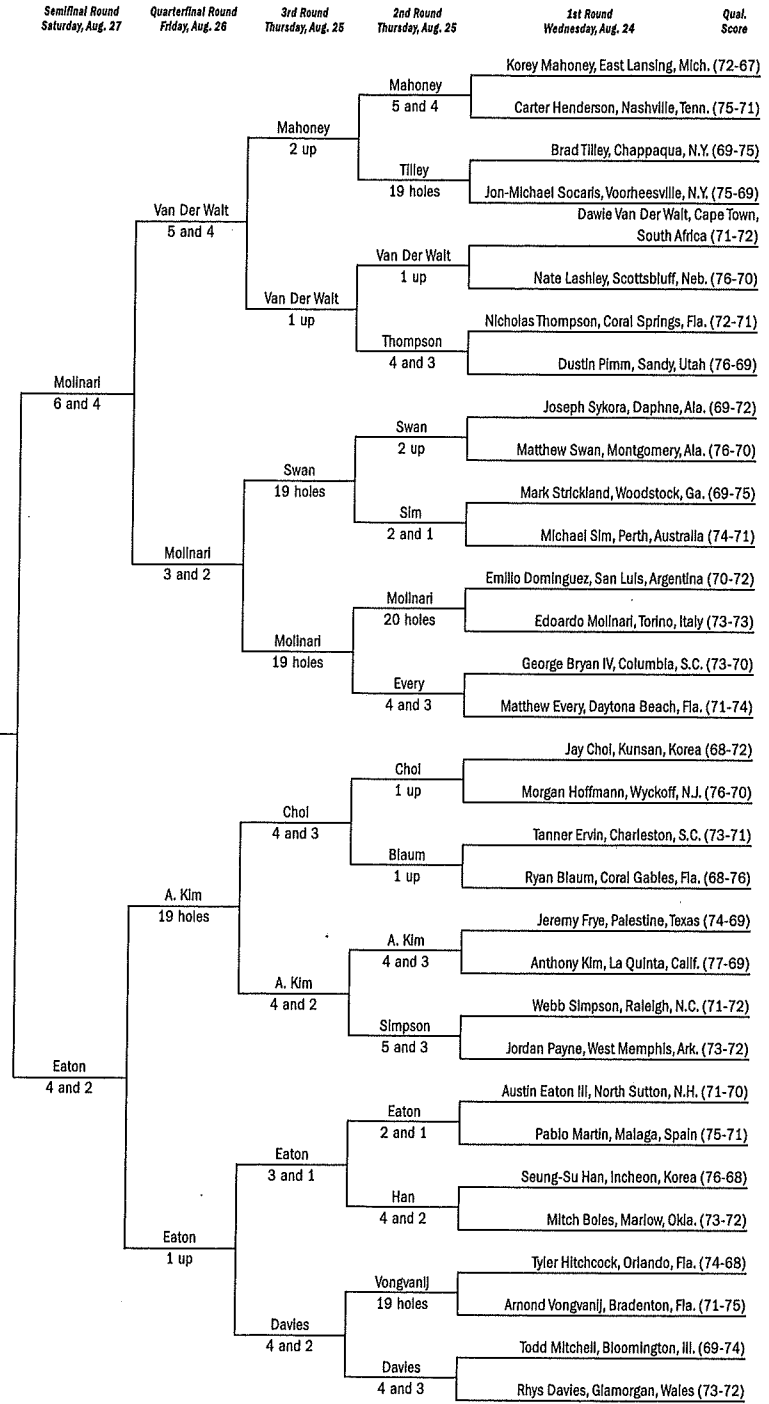 Semifinal Round Quarterfinal Round 3rd Round 2nd Round 1st Round Qual.
Saturday, Aug. 27 Friday, Aug. 26 Thursday, Aug. 25 Thursday, Aug. 25 Wednesday, Aug. 24 Score
Korey Mahoney, East Lansing, Mich. (72-67)
Mahoney
5 and 4
Carter Henderson, Nashville, Tenn. (75-71)
Mahoney
2 up
Brad Tilley, Chappaqua, N.Y. (69-75)
Tilley
19 holes
Jon-Michael Socaris, Voorheesville, N.Y. (75-69)
Van Der Walt
5 and 4
Dawie Van Der Walt, Cape Town,
South Africa (71-72)
Van Der Walt
1 up
Nate Lashley, Scottsbluff, Neb. (76-70)
Van Der Walt
1 up
Nicholas Thompson, Coral Springs, Fla. (72-71)
Thompson
4 and 3
Dustin Pimm, Sandy, Utah (76-69)
Molinari
6 and 4
Joseph Sykora, Daphne, Ala. (69-72)
Swan
2 up
Matthew Swan, Montgomery, Ala. (76-70)
Swan
19 holes
Mark Strickland, Woodstock, Ga. (69-75)
Sim
2 and 1
Michael Sim, Perth, Australia (74-71)
Molinari
3 and 2
Emilio Dominguez, San Luis, Argentina (70-72)
Molinari
20 holes
Edoardo Molinari, Torino, Italy (73-73)
Molinari
19 holes
George Bryan IV, Columbia, S.C. (73-70)
Every
4 and 3
Matthew Every, Daytona Beach, Fla. (71-74)
Jay Choi, Kunsan, Korea (68-72)
Choi
1 up
Morgan Hoffmann, Wyckoff, N.J. (76-70)
Choi
4 and 3
Tanner Ervin, Charleston, S.C. (73-71)
Blaum
1 up
Ryan Blaum, Coral Gables, Fla. (68-76)
A. Kim
19 holes
Jeremy Frye, Palestine, Texas (74-69)
A. Kim
4 and 3
Anthony Kim, La Quinta, Calif. (77-69)
A. Kim
4 and 2
Webb Simpson, Raleigh, N.C. (71-72)
Simpson
5 and 3
Jordan Payne, West Memphis, Ark. (73-72)
Eaton
4 and 2
Austin Eaton III, North Sutton, N.H. (71-70)
Eaton
2 and 1
Pablo Martin, Malaga, Spain (75-71)
Eaton
3 and 1
Seung-Su Han, Incheon, Korea (76-68)
Han
4 and 2
Mitch Boles, Marlow, Okla. (73-72)
Eaton
1 up
Tyler Hitchcock, Orlando, Fla. (74-68)
Vongvanij
19 holes
Arnond Vongvanij, Bradenton, Fla. (71-75)
Davies
4 and 2
Todd Mitchell, Bloomington, Ill. (69-74)
Davies
4 and 3
Rhys Davies, Glamorgan, Wales (73-72)